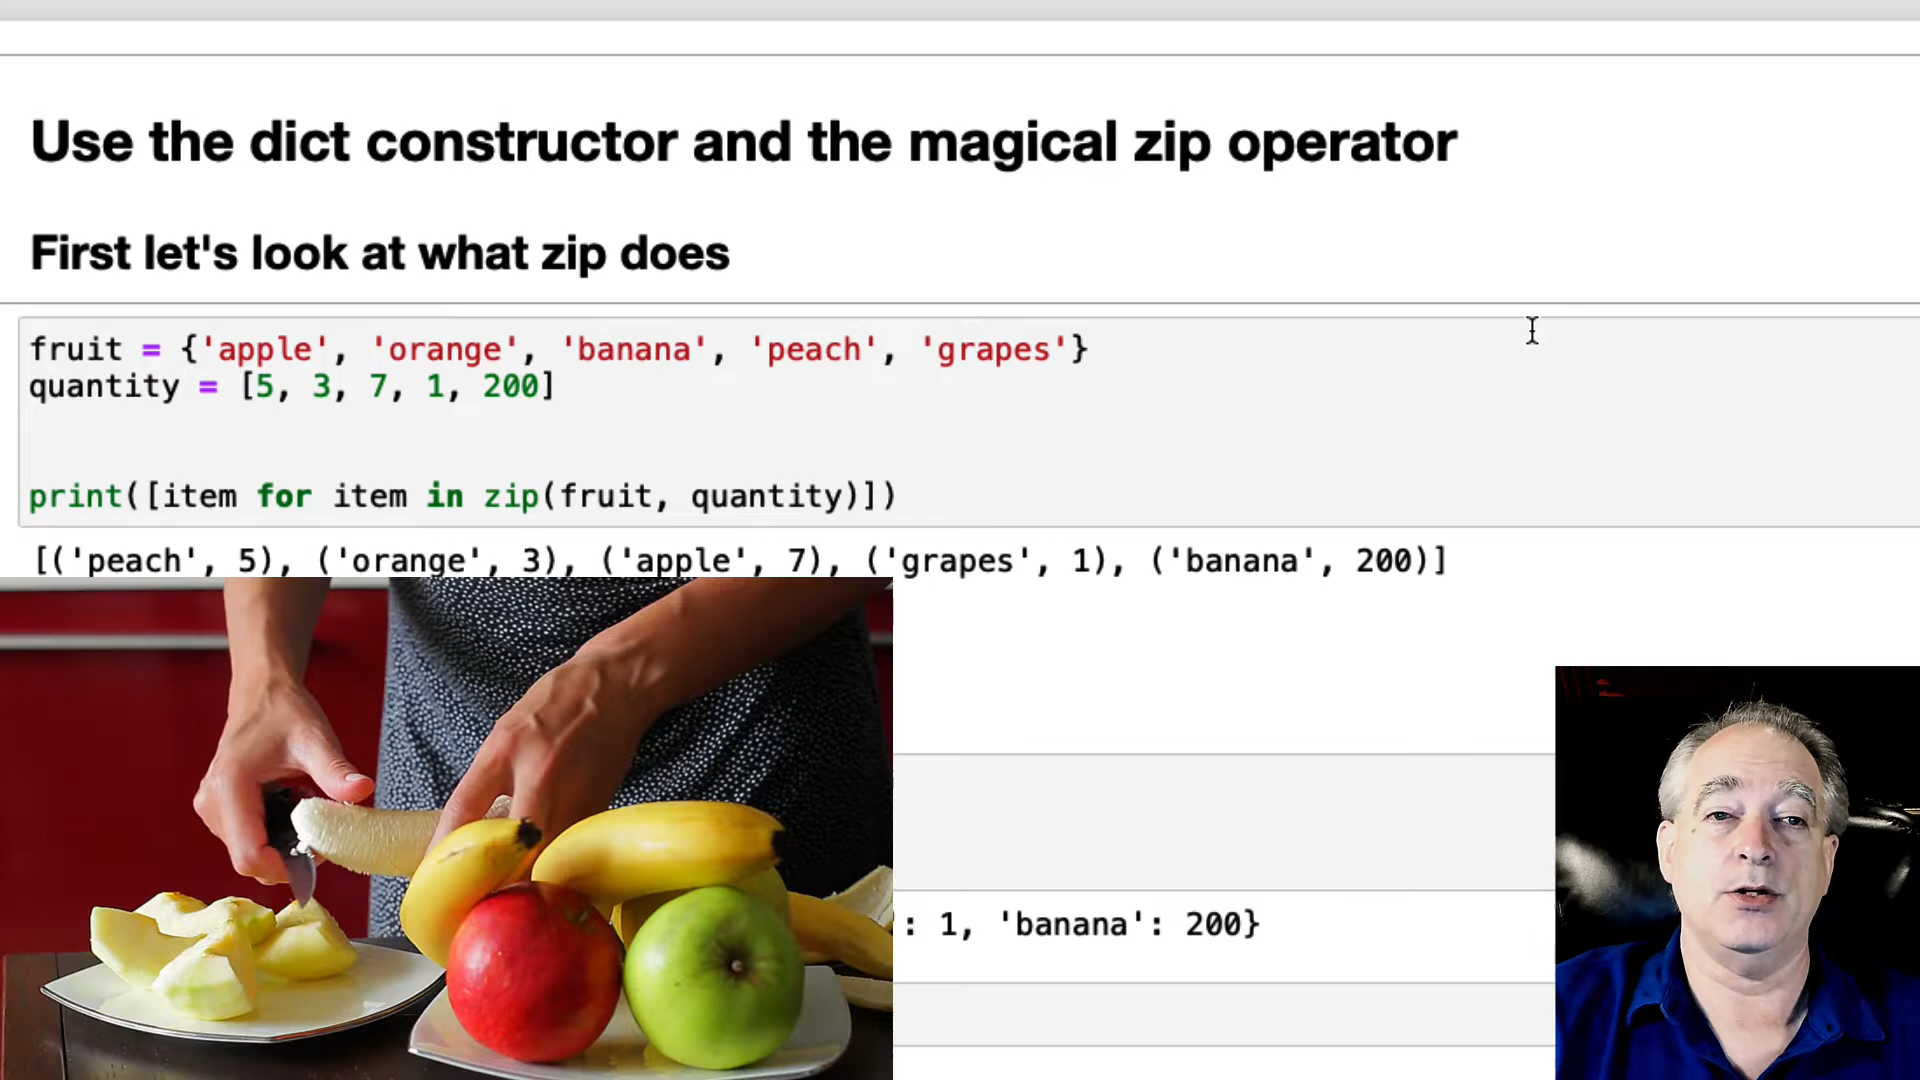 Use the dict constructor and the magical zip operator
First let's look at what zip does
fruit = {'apple', 'orange', 'banana', 'peach', 'grapes'}
quantity = [5, 3, 7, 1, 200]
print([item for item in zip(fruit, quantity)])
[('peach', 5), ('orange', 3), ('apple', 7), ('grapes', 1), ('banana', 200)]
: 1, 'banana': 200}